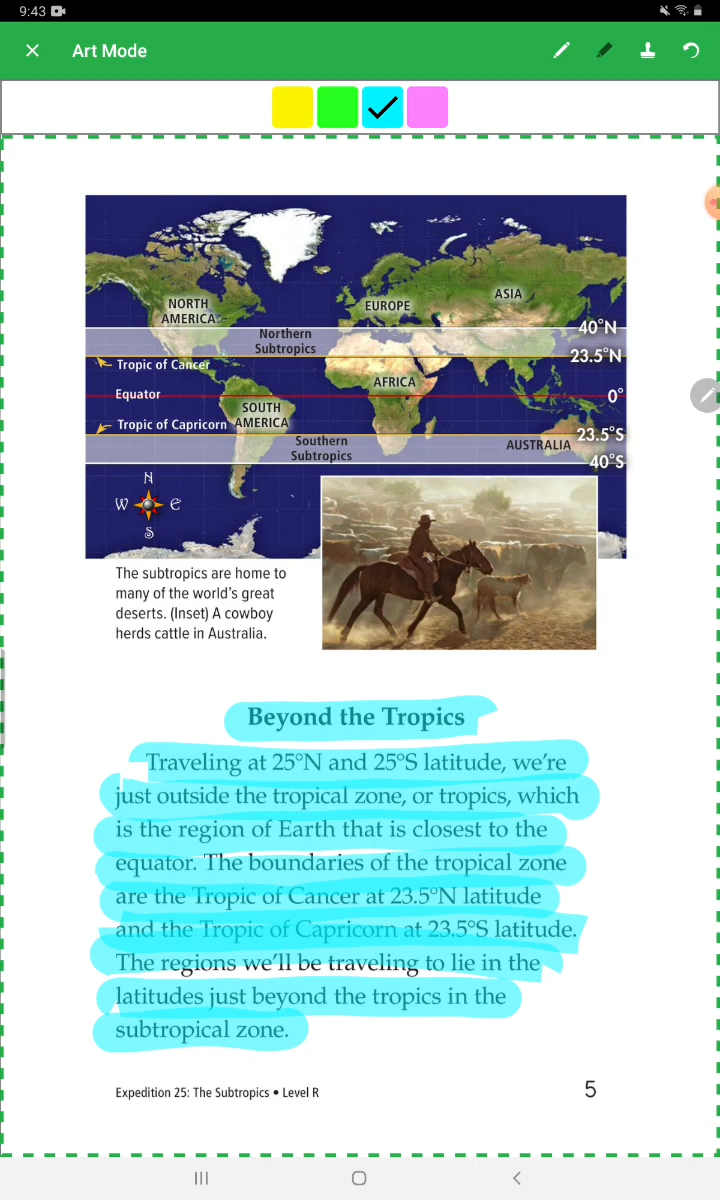 9:43
Art Mode
NORTH
AMERICA
EUROPE
ASIA
40°N
Northern
Subtropics
23.5°N
Tropic of Cancer
AFRICA
Equator
0°
SOUTH
AMERICA
Tropic of Capricorn
23.5°S
Southern
Subtropics
AUSTRALIA
40°S
N
W
E
S
The subtropics are home to
many of the world's great
deserts. (Inset) A cowboy
herds cattle in Australia.
Beyond the Tropics
Traveling at 25°N and 25°S latitude, we're
just outside the tropical zone, or tropics, which
is the region of Earth that is closest to the
equator. The boundaries of the tropical zone
are the Tropic of Cancer at 23.5°N latitude
and the Tropic of Capricorn at 23.5°S latitude.
The regions we'll be traveling to lie in the
latitudes just beyond the tropics in the
subtropical zone.
Expedition 25: The Subtropics • Level R
5